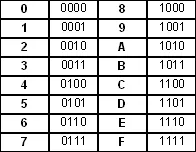 0 0000 8 1000
1 0001 9 1001
2 0010 A 1010
3 0011 B 1011
4 0100 C 1100
5 0101 D 1101
6 0110 E 1110
7 0111 F 1111